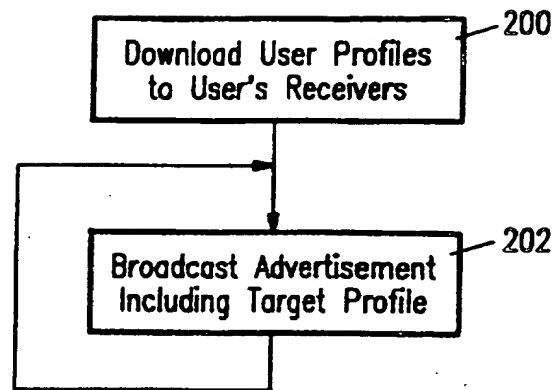 200
Download User Profiles
to User's Receivers
202
Broadcast Advertisement
Including Target Profile